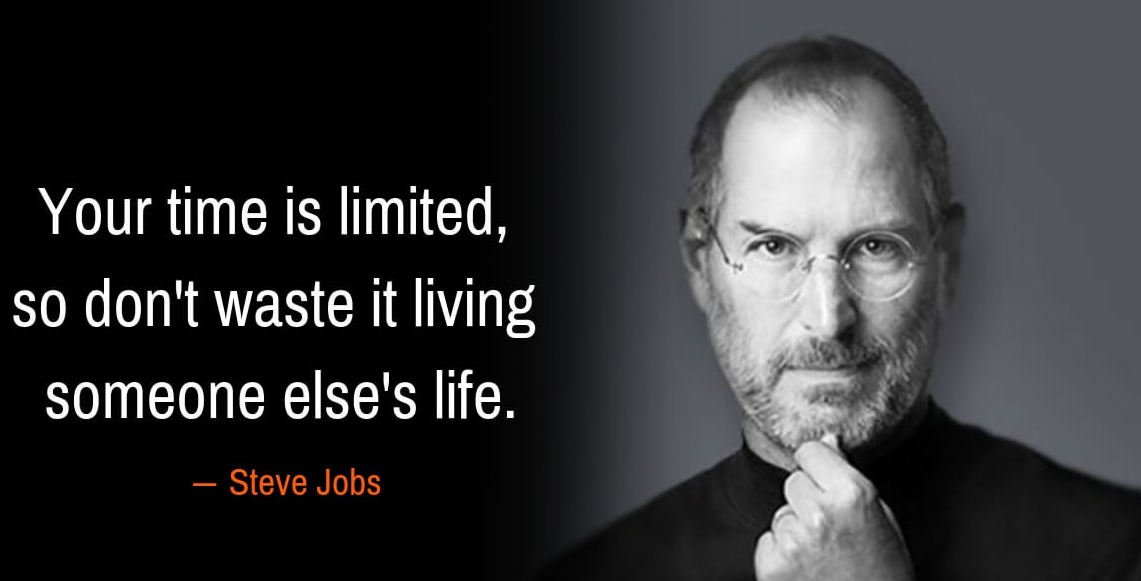 Your time is limited,
so don't waste it living
someone else's life.
— Steve Jobs